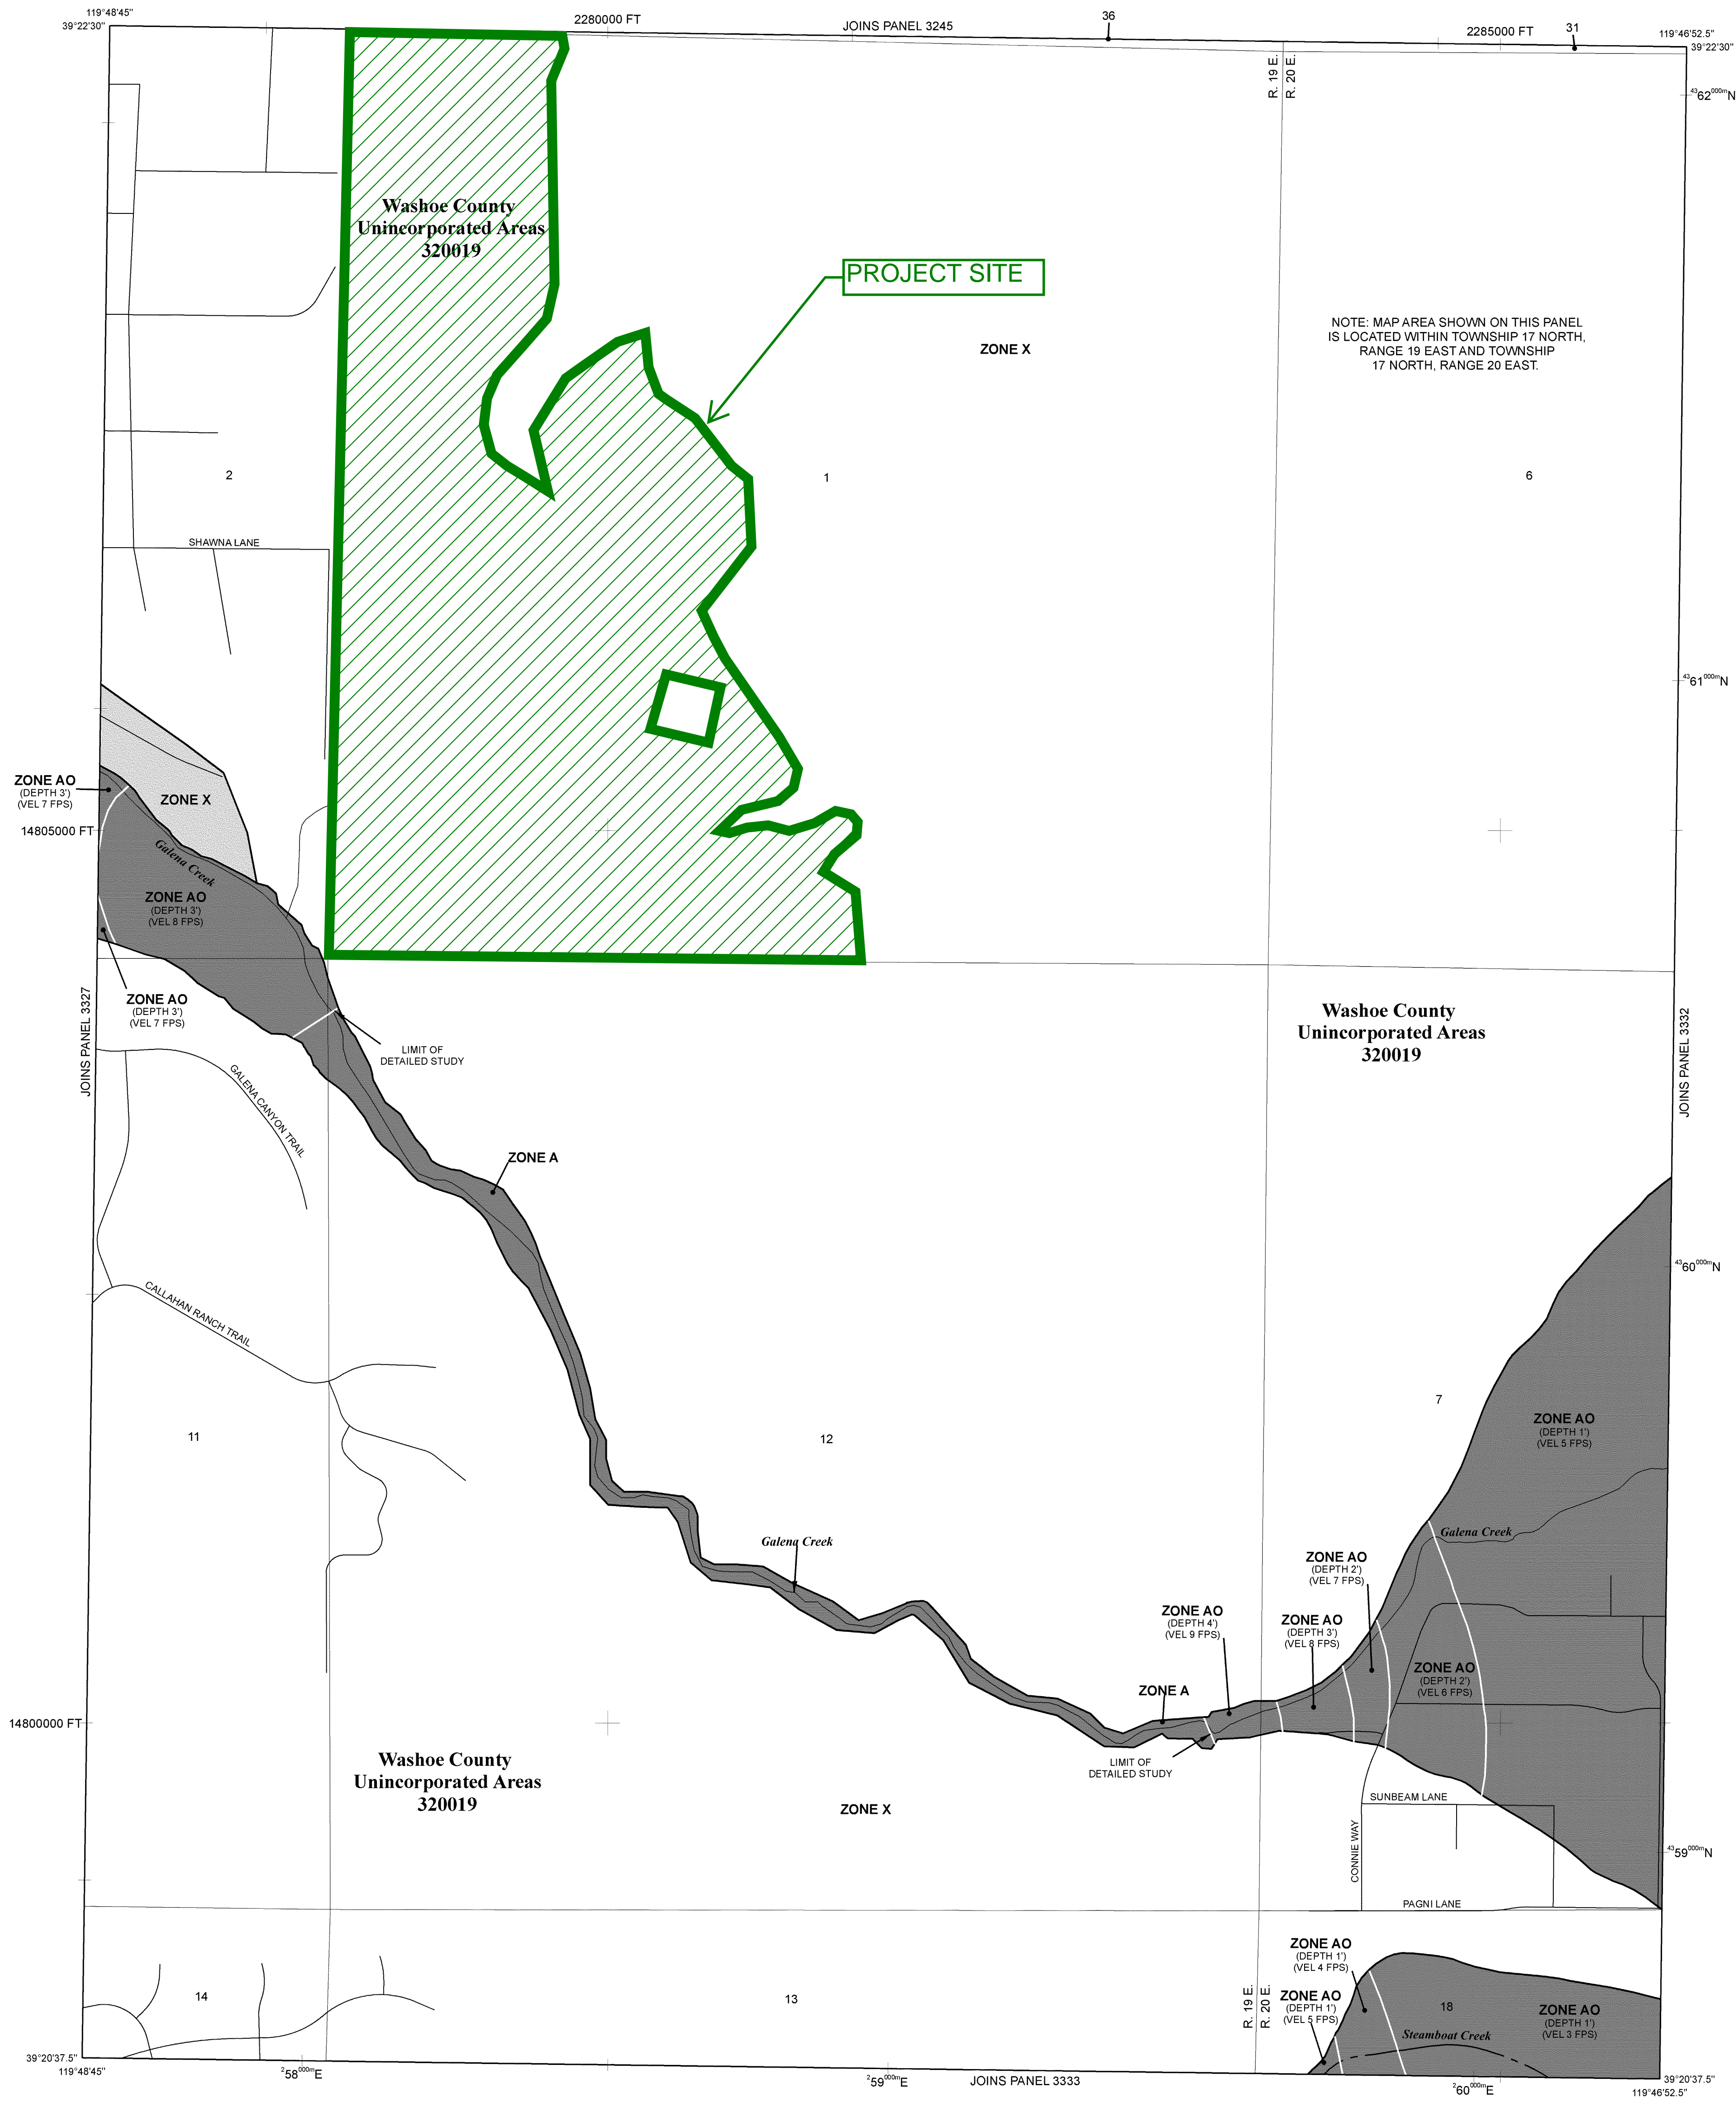 119°48'45"
39°22'30"
2280000 FT
JOINS PANEL 3245
36
2285000 FT
31
119°46'52.5"
39°22'30"
R. 19 E.
R. 20 E.
4362000mN
Washoe County
Unincorporated Areas
320019
PROJECT SITE
ZONE X
NOTE: MAP AREA SHOWN ON THIS PANEL
IS LOCATED WITHIN TOWNSHIP 17 NORTH,
RANGE 19 EAST AND TOWNSHIP
17 NORTH, RANGE 20 EAST.
2
1
6
SHAWNA LANE
4361000mN
ZONE AO
(DEPTH 3')
(VEL 7 FPS)
ZONE X
14805000 FT
Galena Creek
ZONE AO
(DEPTH 3')
(VEL 8 FPS)
ZONE AO
(DEPTH 3')
(VEL 7 FPS)
JOINS PANEL 3327
LIMIT OF
DETAILED STUDY
Washoe County
Unincorporated Areas
320019
JOINS PANEL 3332
GALENA CANYON TRAIL
ZONE A
4360000mN
CALLAHAN RANCH TRAIL
7
11
12
ZONE AO
(DEPTH 1')
(VEL 5 FPS)
Galena Creek
Galena Creek
ZONE AO
(DEPTH 2')
(VEL 7 FPS)
ZONE AO
(DEPTH 4')
(VEL 9 FPS)
ZONE AO
(DEPTH 3')
(VEL 8 FPS)
ZONE AO
(DEPTH 2')
(VEL 6 FPS)
ZONE A
14800000 FT
LIMIT OF
DETAILED STUDY
Washoe County
Unincorporated Areas
320019
ZONE X
SUNBEAM LANE
CONNIE WAY
4359000mN
PAGNI LANE
ZONE AO
(DEPTH 1')
(VEL 4 FPS)
14
13
R. 19 E.
R. 20 E.
ZONE AO
(DEPTH 1')
(VEL 5 FPS)
18
ZONE AO
(DEPTH 1')
(VEL 3 FPS)
Steamboat Creek
39°20'37.5"
119°48'45"
258000mE
259000mE
JOINS PANEL 3333
260000mE
39°20'37.5"
119°46'52.5"